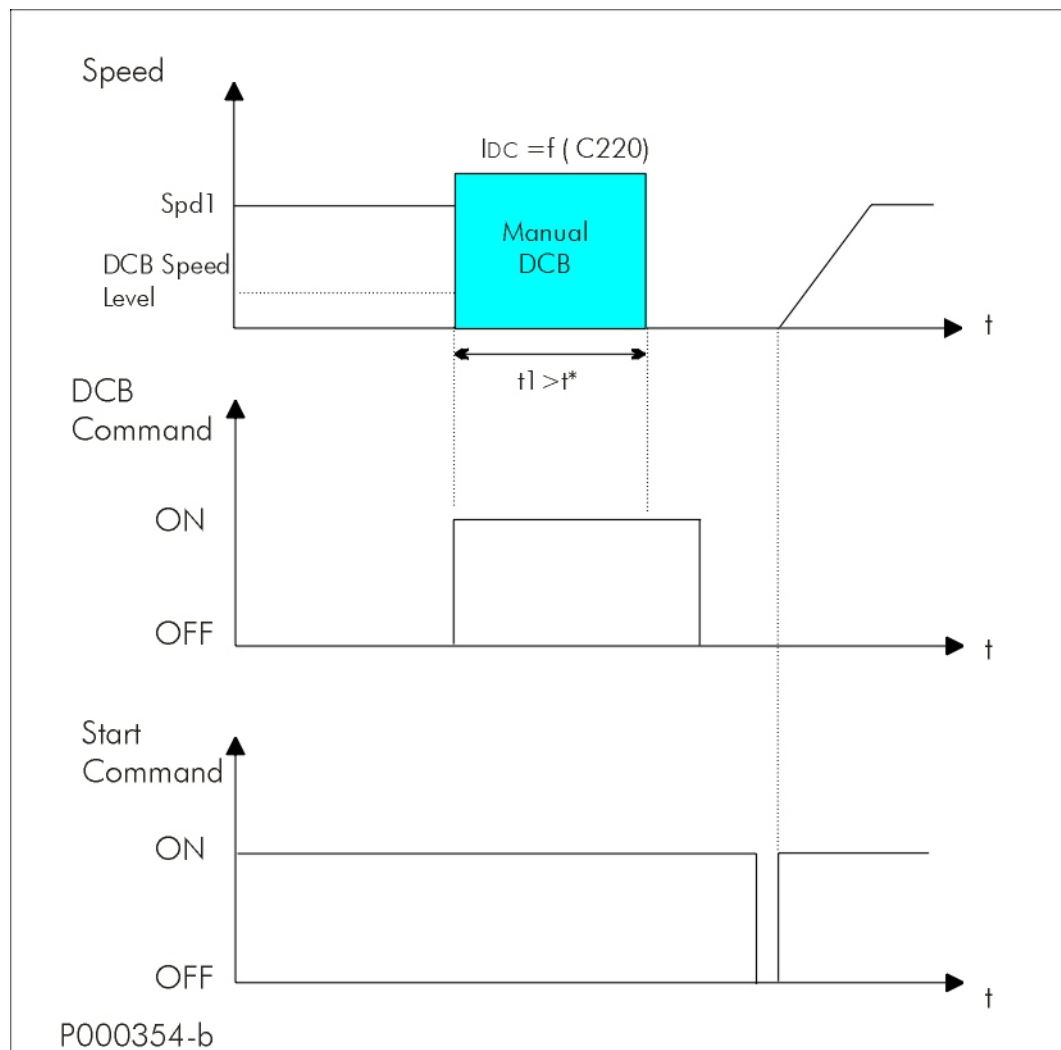 Speed
IDC =f ( C220)
Spd1
Manual
DCB
DCB Speed
Level
t
t1 >t*
DCB
Command
ON
OFF
t
Start
Command
ON
OFF
t
P000354-b